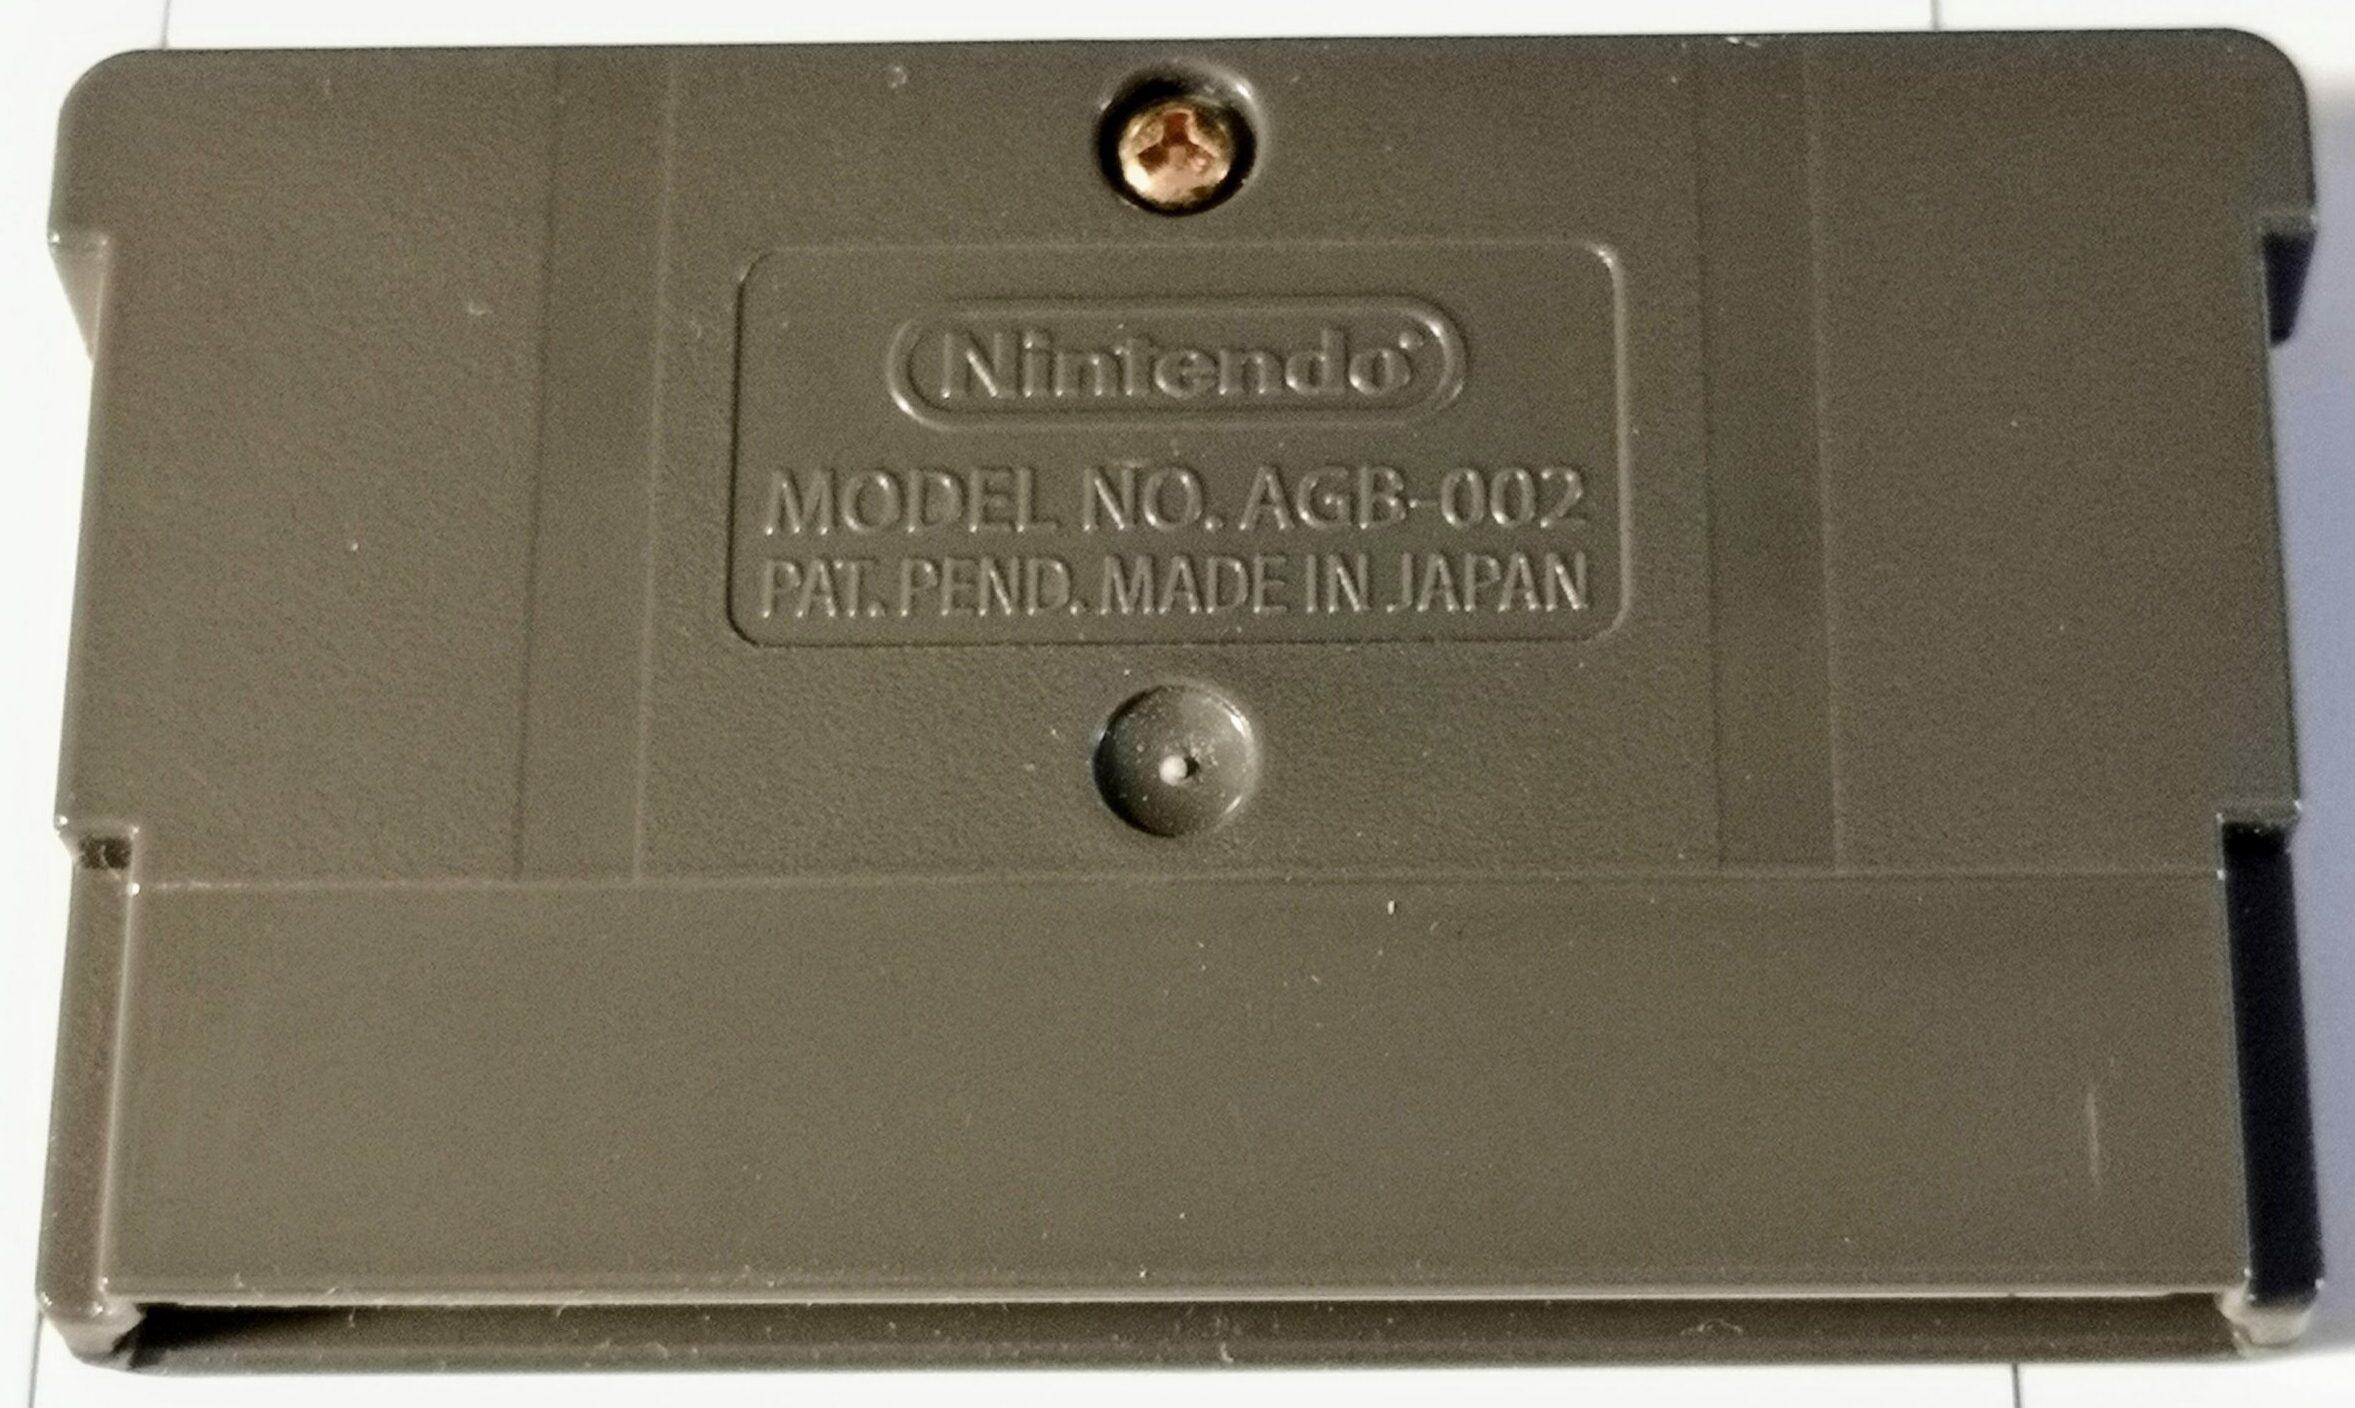 Nintendo
MODEL NO. AGB-002
PAT. PEND. MADE IN JAPAN